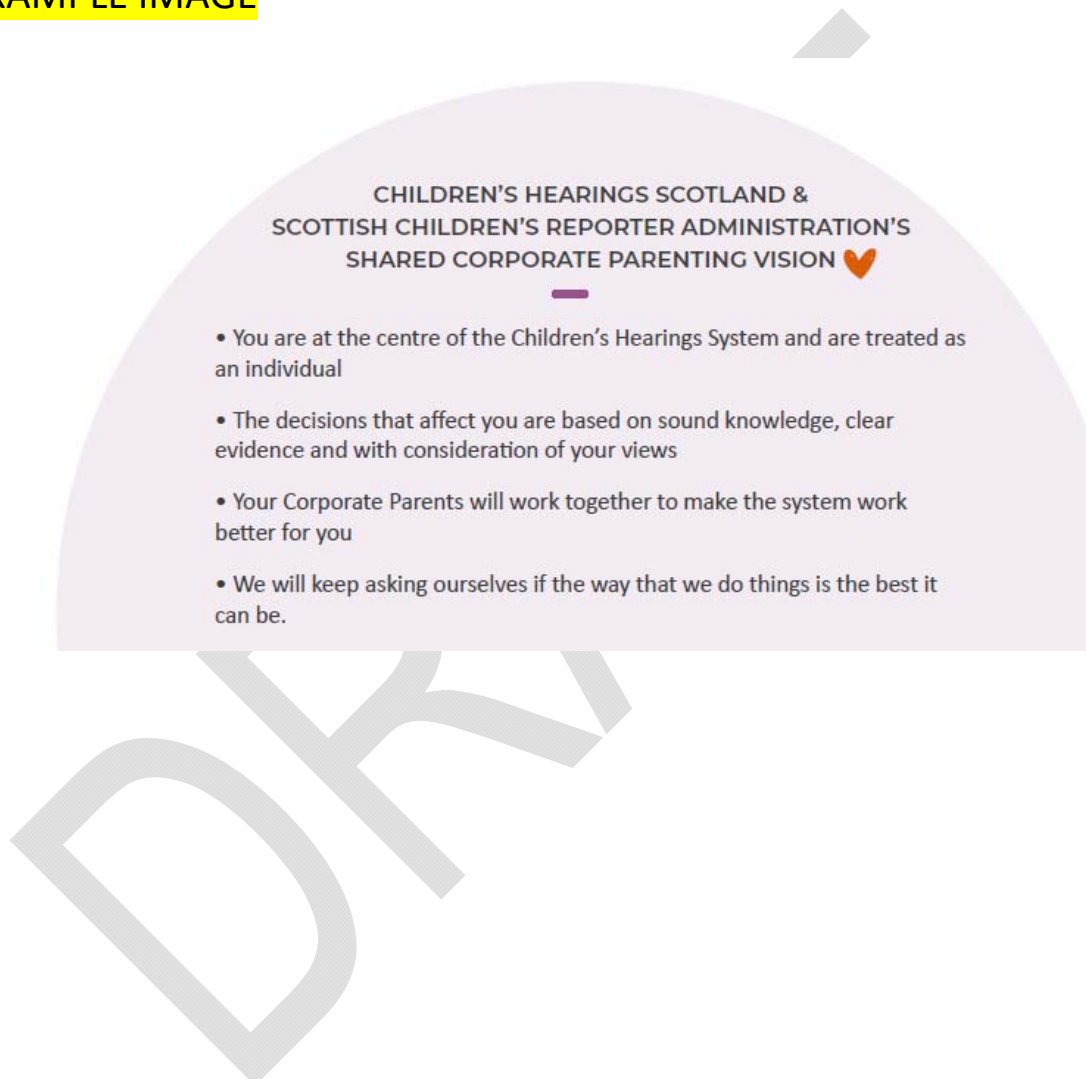 IMAGE
CHILDREN'S HEARINGS SCOTLAND &
SCOTTISH CHILDREN'S REPORTER ADMINISTRATION'S
SHARED CORPORATE PARENTING VISION
• You are at the centre of the Children's Hearings System and are treated as
an individual
• The decisions that affect you are based on sound knowledge, clear
evidence and with consideration of your views
• Your Corporate Parents will work together to make the system work
better for you
• We will keep asking ourselves if the way that we do things is the best it
can be.